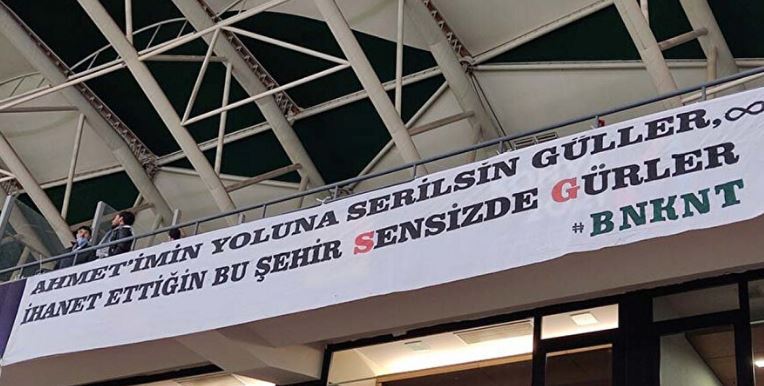 AHMET'İMİN YOLUNA SERİLSİN GÜLLER,∞
İHANET ETTİĞİN BU ŞEHİR SENSİZDE GÜRLER
#BNKNT